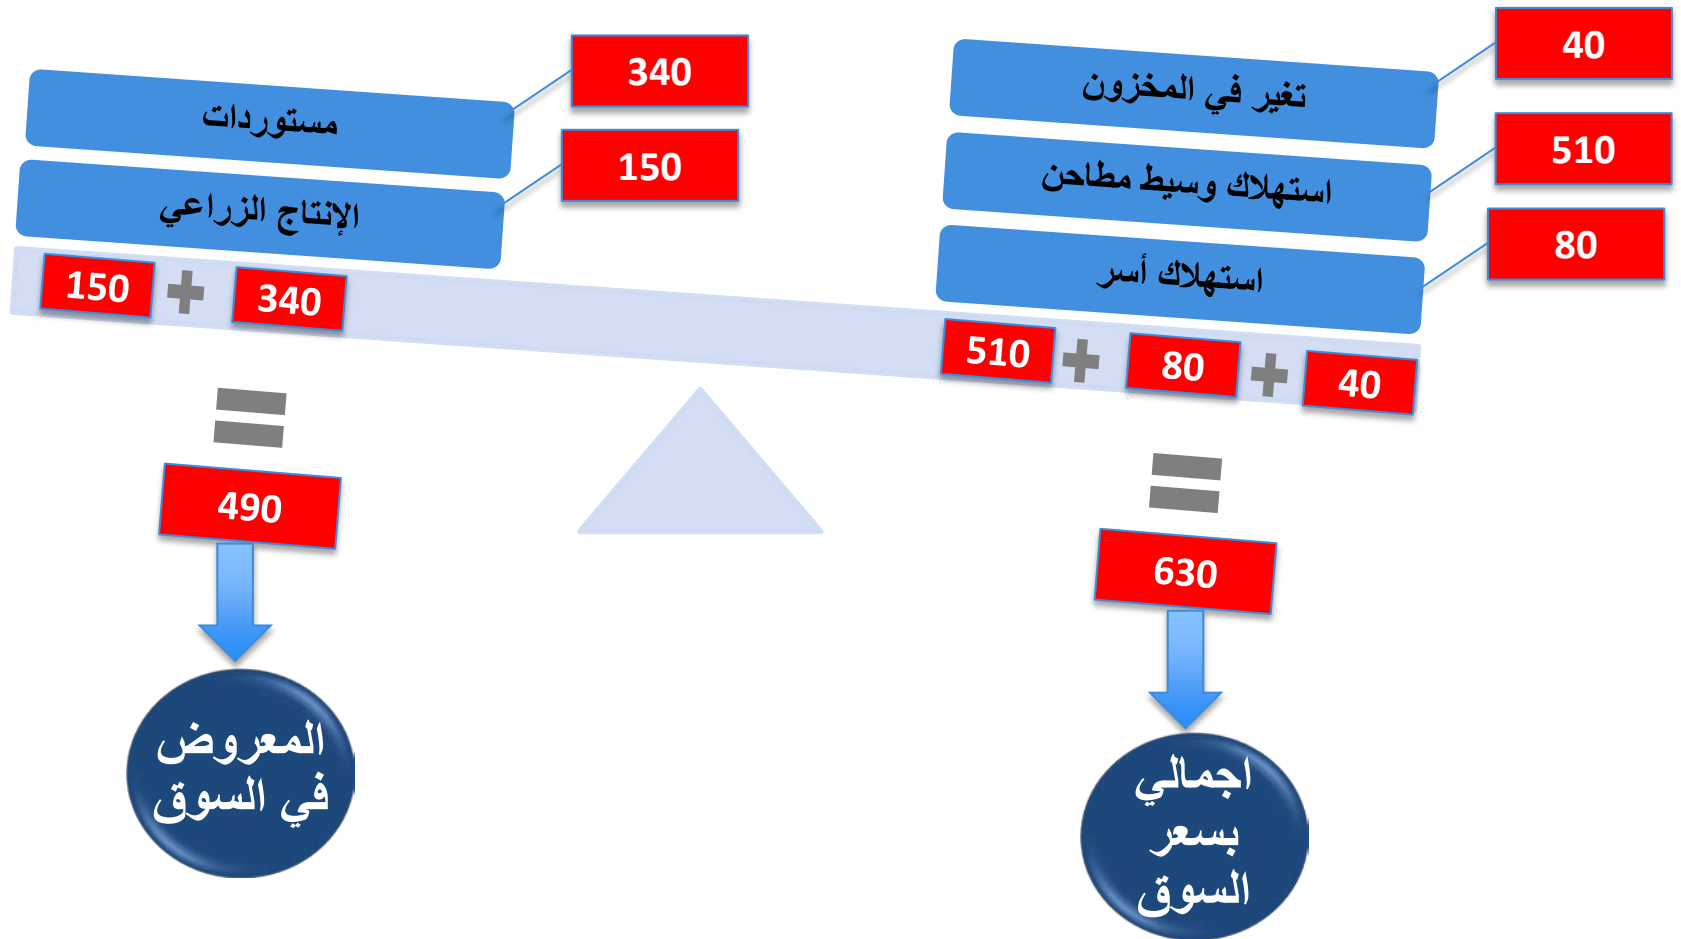 40
تغير في المخزون
510
استهلاك وسيط مطاحن
80
استهلاك أسر
510 + 80 + 40
=
630
اجمالي
بسعر
السوق
340
مستوردات
150
الإنتاج الزراعي
150 + 340
=
490
المعروض
في السوق